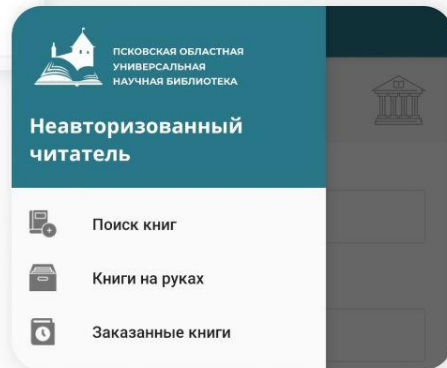 ПСКОВСКАЯ ОБЛАСТНАЯ
УНИВЕРСАЛЬНАЯ
НАУЧНАЯ БИБЛИОТЕКА
Неавторизованный
читатель
Поиск книг
Книги на руках
Заказанные книги